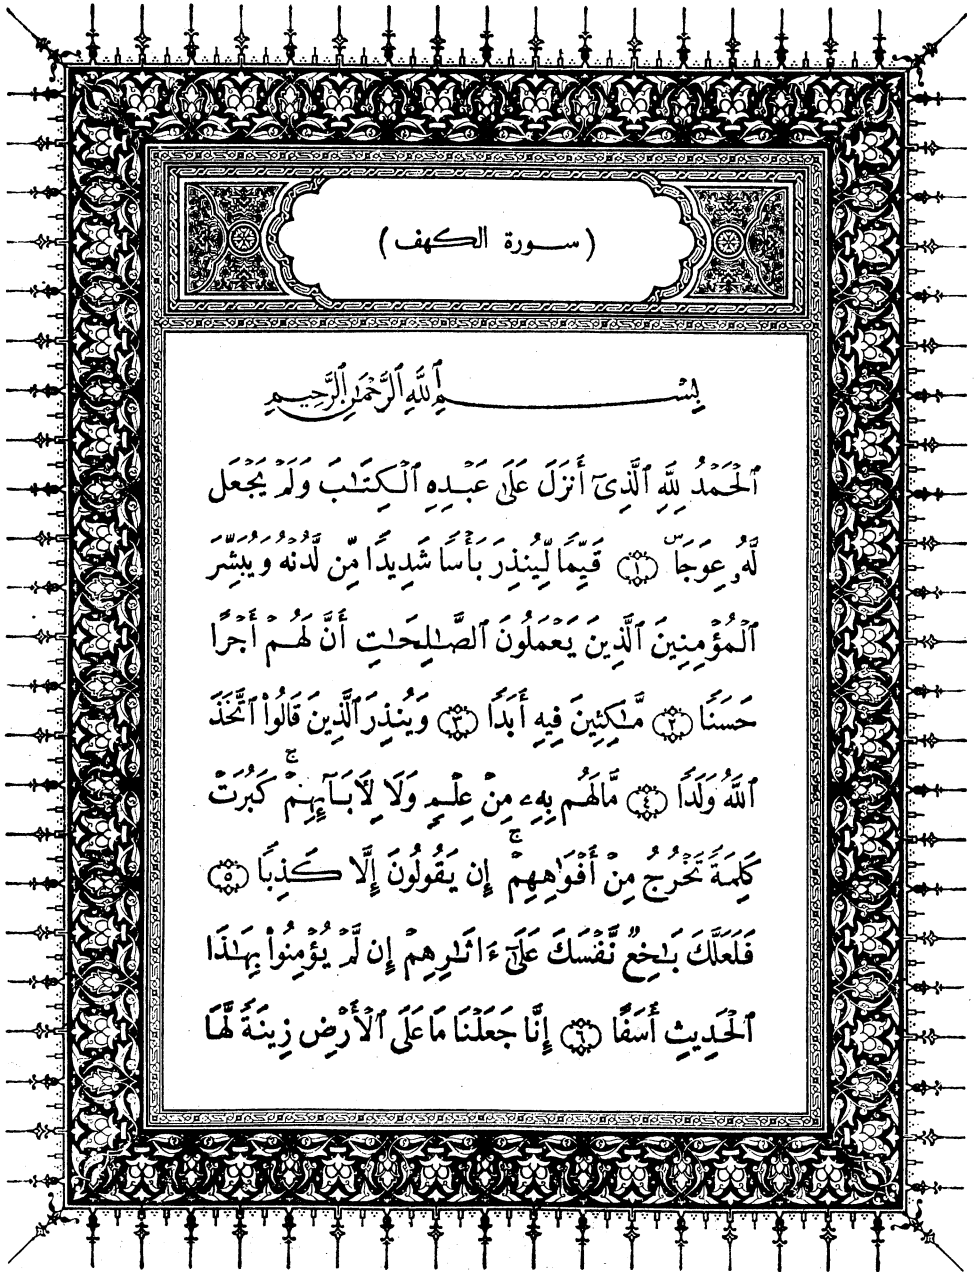 (سورة الكهف)
بِسْمِ ٱللَّهِ ٱلرَّحْمَٰنِ ٱلرَّحِيمِ
ٱلْحَمْدُ لِلَّهِ ٱلَّذِىٓ أَنزَلَ عَلَىٰ عَبْدِهِ ٱلْكِتَٰبَ وَلَمْ يَجْعَل
لَّهُۥ عِوَجَاۜ ١ قَيِّمًا لِّيُنذِرَ بَأْسًا شَدِيدًا مِّن لَّدُنْهُ وَيُبَشِّرَ
ٱلْمُؤْمِنِينَ ٱلَّذِينَ يَعْمَلُونَ ٱلصَّٰلِحَٰتِ أَنَّ لَهُمْ أَجْرًا
حَسَنًا ٢ مَّٰكِثِينَ فِيهِ أَبَدًا ٣ وَيُنذِرَ ٱلَّذِينَ قَالُوا۟ ٱتَّخَذَ
ٱللَّهُ وَلَدًا ٤ مَّا لَهُم بِهِۦ مِنْ عِلْمٍ وَلَا لِأَبَآئِهِمْ ۚ كَبُرَتْ
كَلِمَةً تَخْرُجُ مِنْ أَفْوَٰهِهِمْ ۚ إِن يَقُولُونَ إِلَّا كَذِبًا ٥
فَلَعَلَّكَ بَٰخِعٌ نَّفْسَكَ عَلَىٰٓ ءَاثَٰرِهِمْ إِن لَّمْ يُؤْمِنُوا۟ بِهَٰذَا
ٱلْحَدِيثِ أَسَفًا ٦ إِنَّا جَعَلْنَا مَا عَلَى ٱلْأَرْضِ زِينَةً لَّهَا